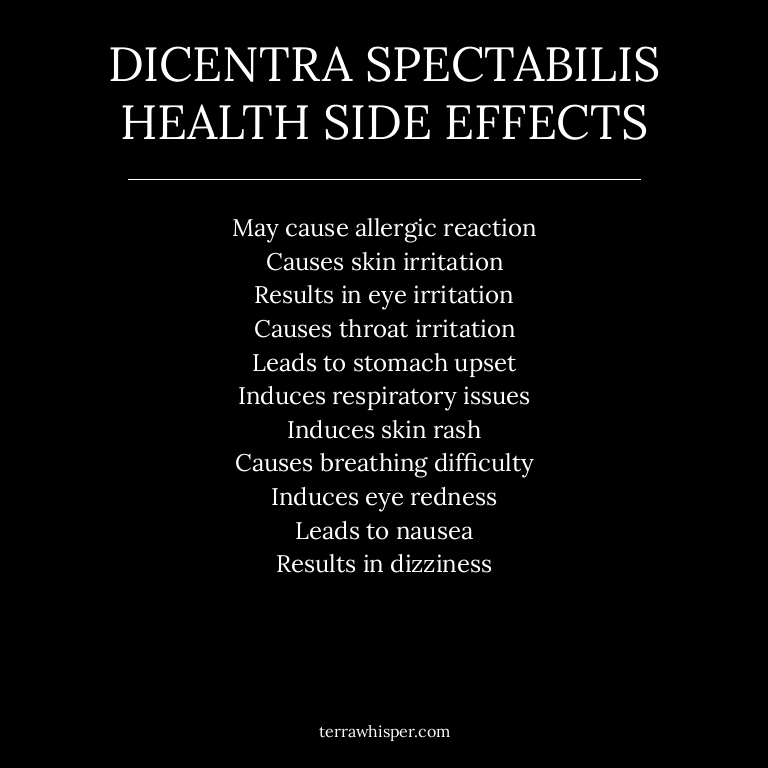 DICENTRA SPECTABILIS
HEALTH SIDE EFFECTS
May cause allergic reaction
Causes skin irritation
Results in eye irritation
Causes throat irritation
Leads to stomach upset
Induces respiratory issues
Induces skin rash
Causes breathing difficulty
Induces eye redness
Leads to nausea
Results in dizziness
terrawhisper.com